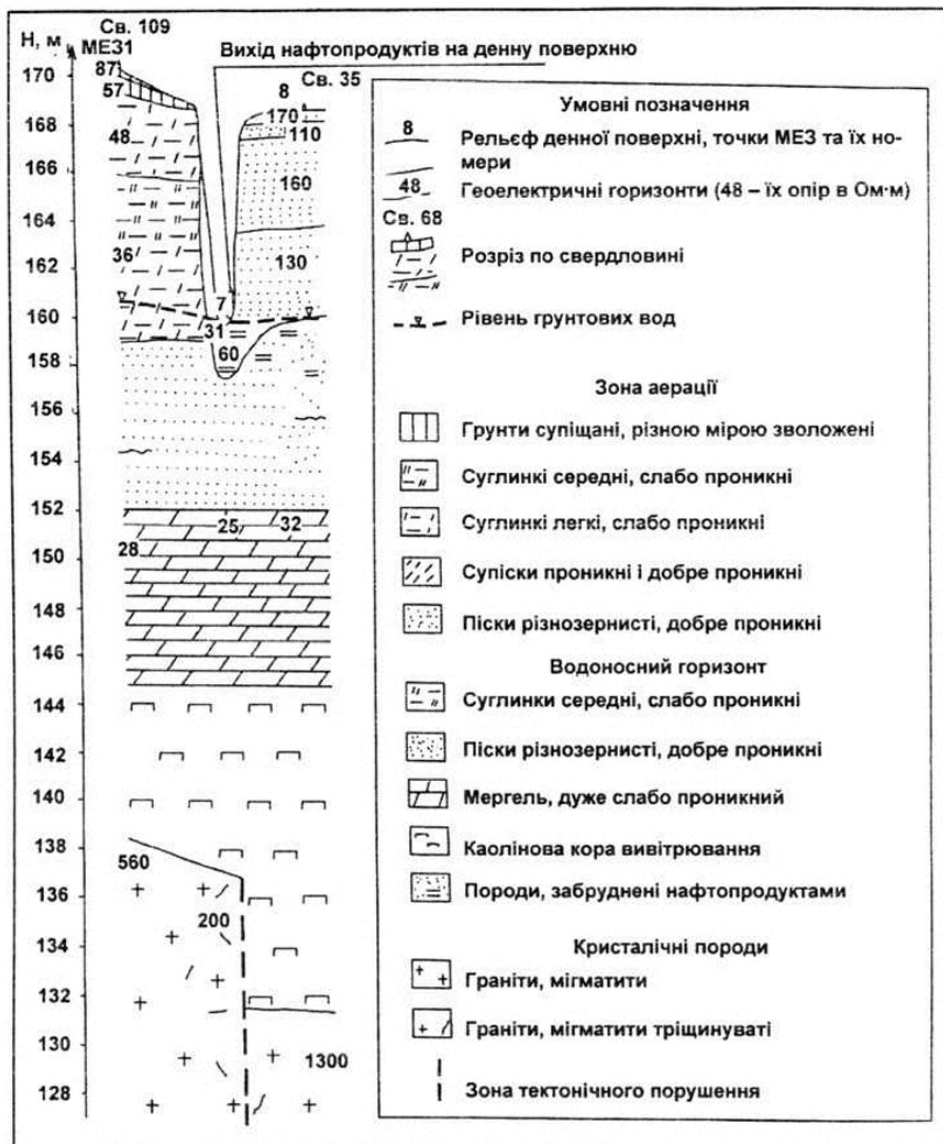 Св. 109
Н, м
МЕЗ1
Вихід нафтопродуктів на денну поверхню
Св. 35
170
168
166
164
162
160
158
156
154
152
150
148
146
144
142
140
138
136
134
132
130
128
87
57
48
36
8
170
110
160
130
7
31
60
25
32
28
560
200
1300
Умовні позначення
8
Рельєф денної поверхні, точки МЕЗ та їх но-
мери
48
Геоелектричні горизонти (48 – їх опір в Ом·м)
Св. 68
Розріз по свердловині
Рівень грунтових вод
Зона аерації
Грунти супіщані, різною мірою зволожені
Суглинкі середні, слабо проникні
Суглинкі легкі, слабо проникні
Супіски проникні і добре проникні
Піски різнозернисті, добре проникні
Водоносний горизонт
Суглинки середні, слабо проникні
Піски різнозернисті, добре проникні
Мергель, дуже слабо проникний
Каолінова кора вивітрювання
Породи, забруднені нафтопродуктами
Кристалічні породи
Граніти, мігматити
Граніти, мігматити тріщинуваті
Зона тектонічного порушення